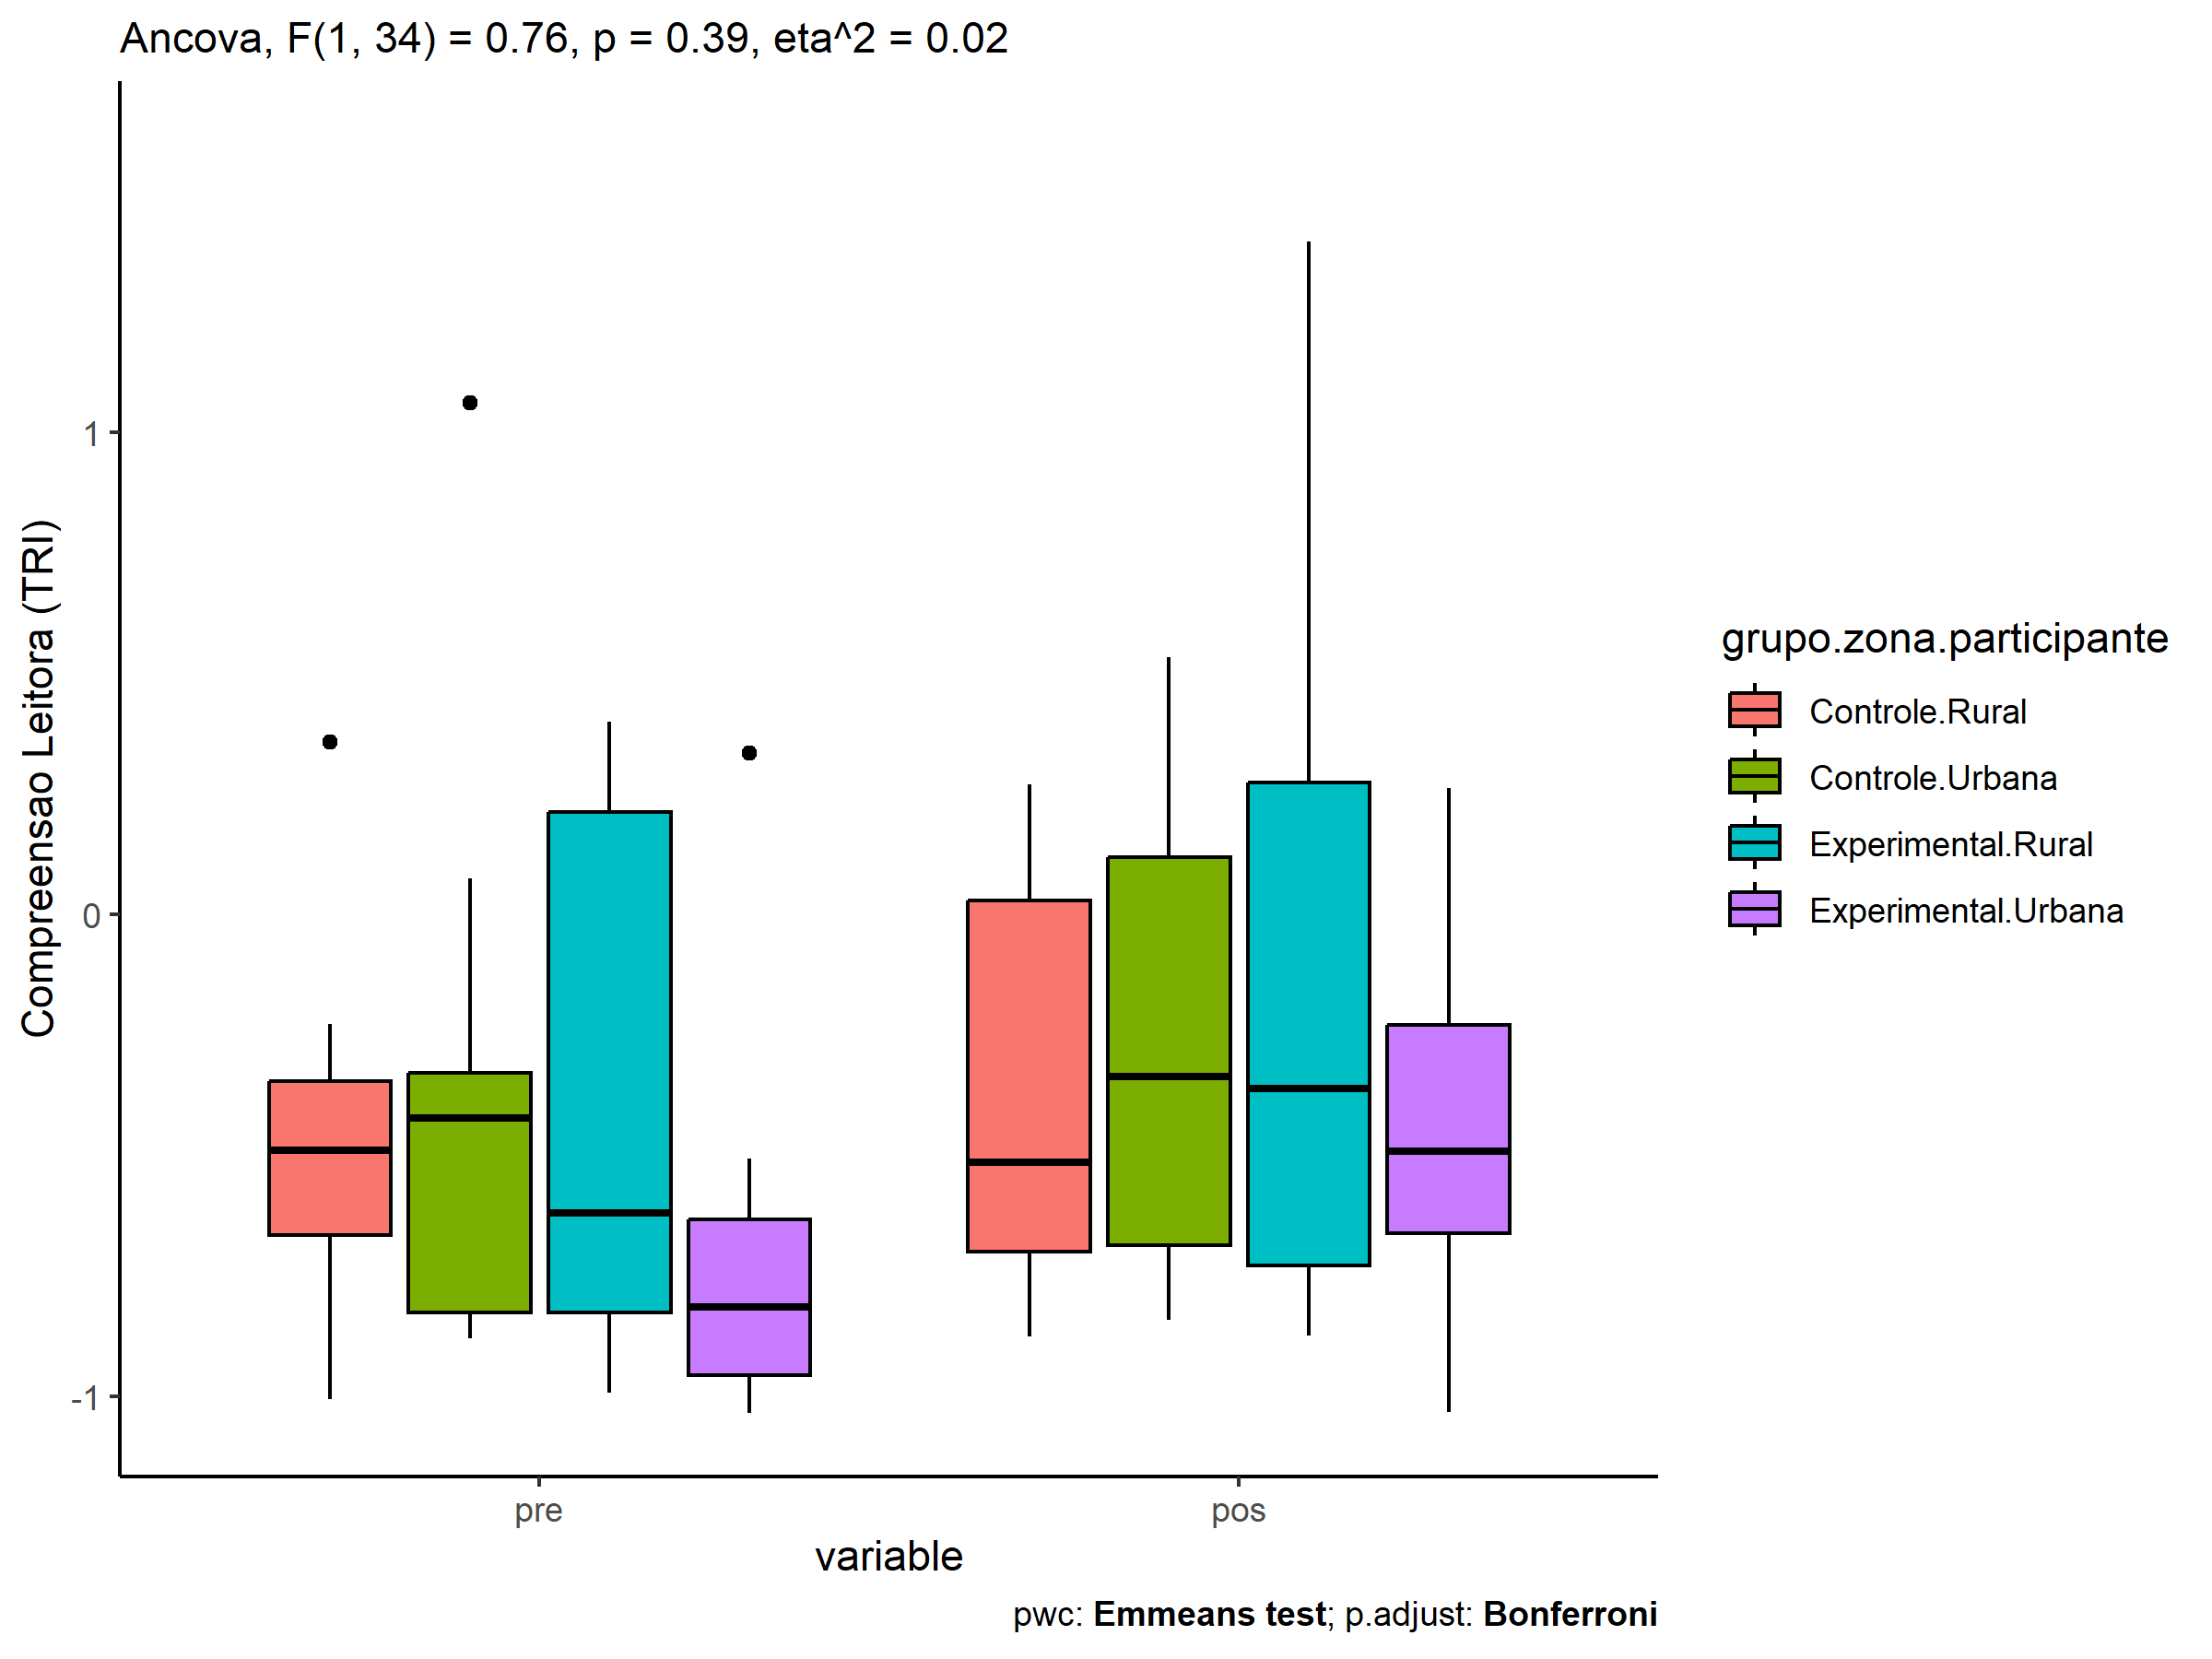 Ancova, F(1, 34) = 0.76, p = 0.39, eta^2 = 0.02
Compreensao Leitora (TRI)
1
0
-1
pre
pos
variable
grupo.zona.participante
Controle.Rural
Controle.Urbana
Experimental.Rural
Experimental.Urbana
pwc: Emmeans test; p.adjust: Bonferroni